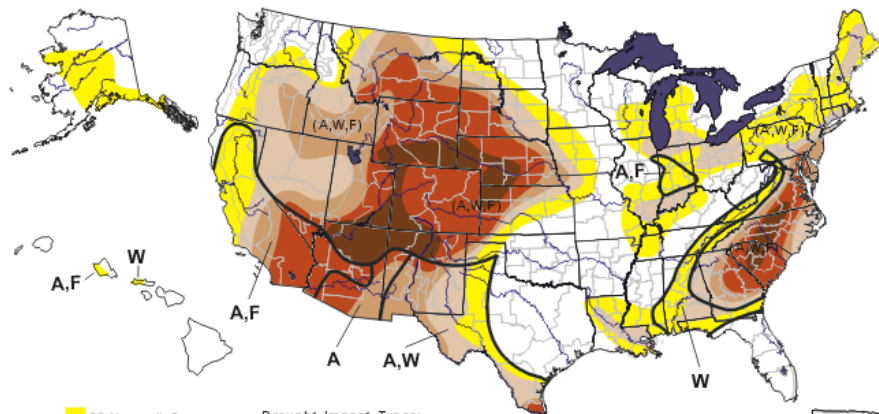 (A,W,F)
(A,W,F)
A,F
(A,W,F)
(A,W,F)
W
A,F
A,F
A
A,W
W
Drought Impact Types: